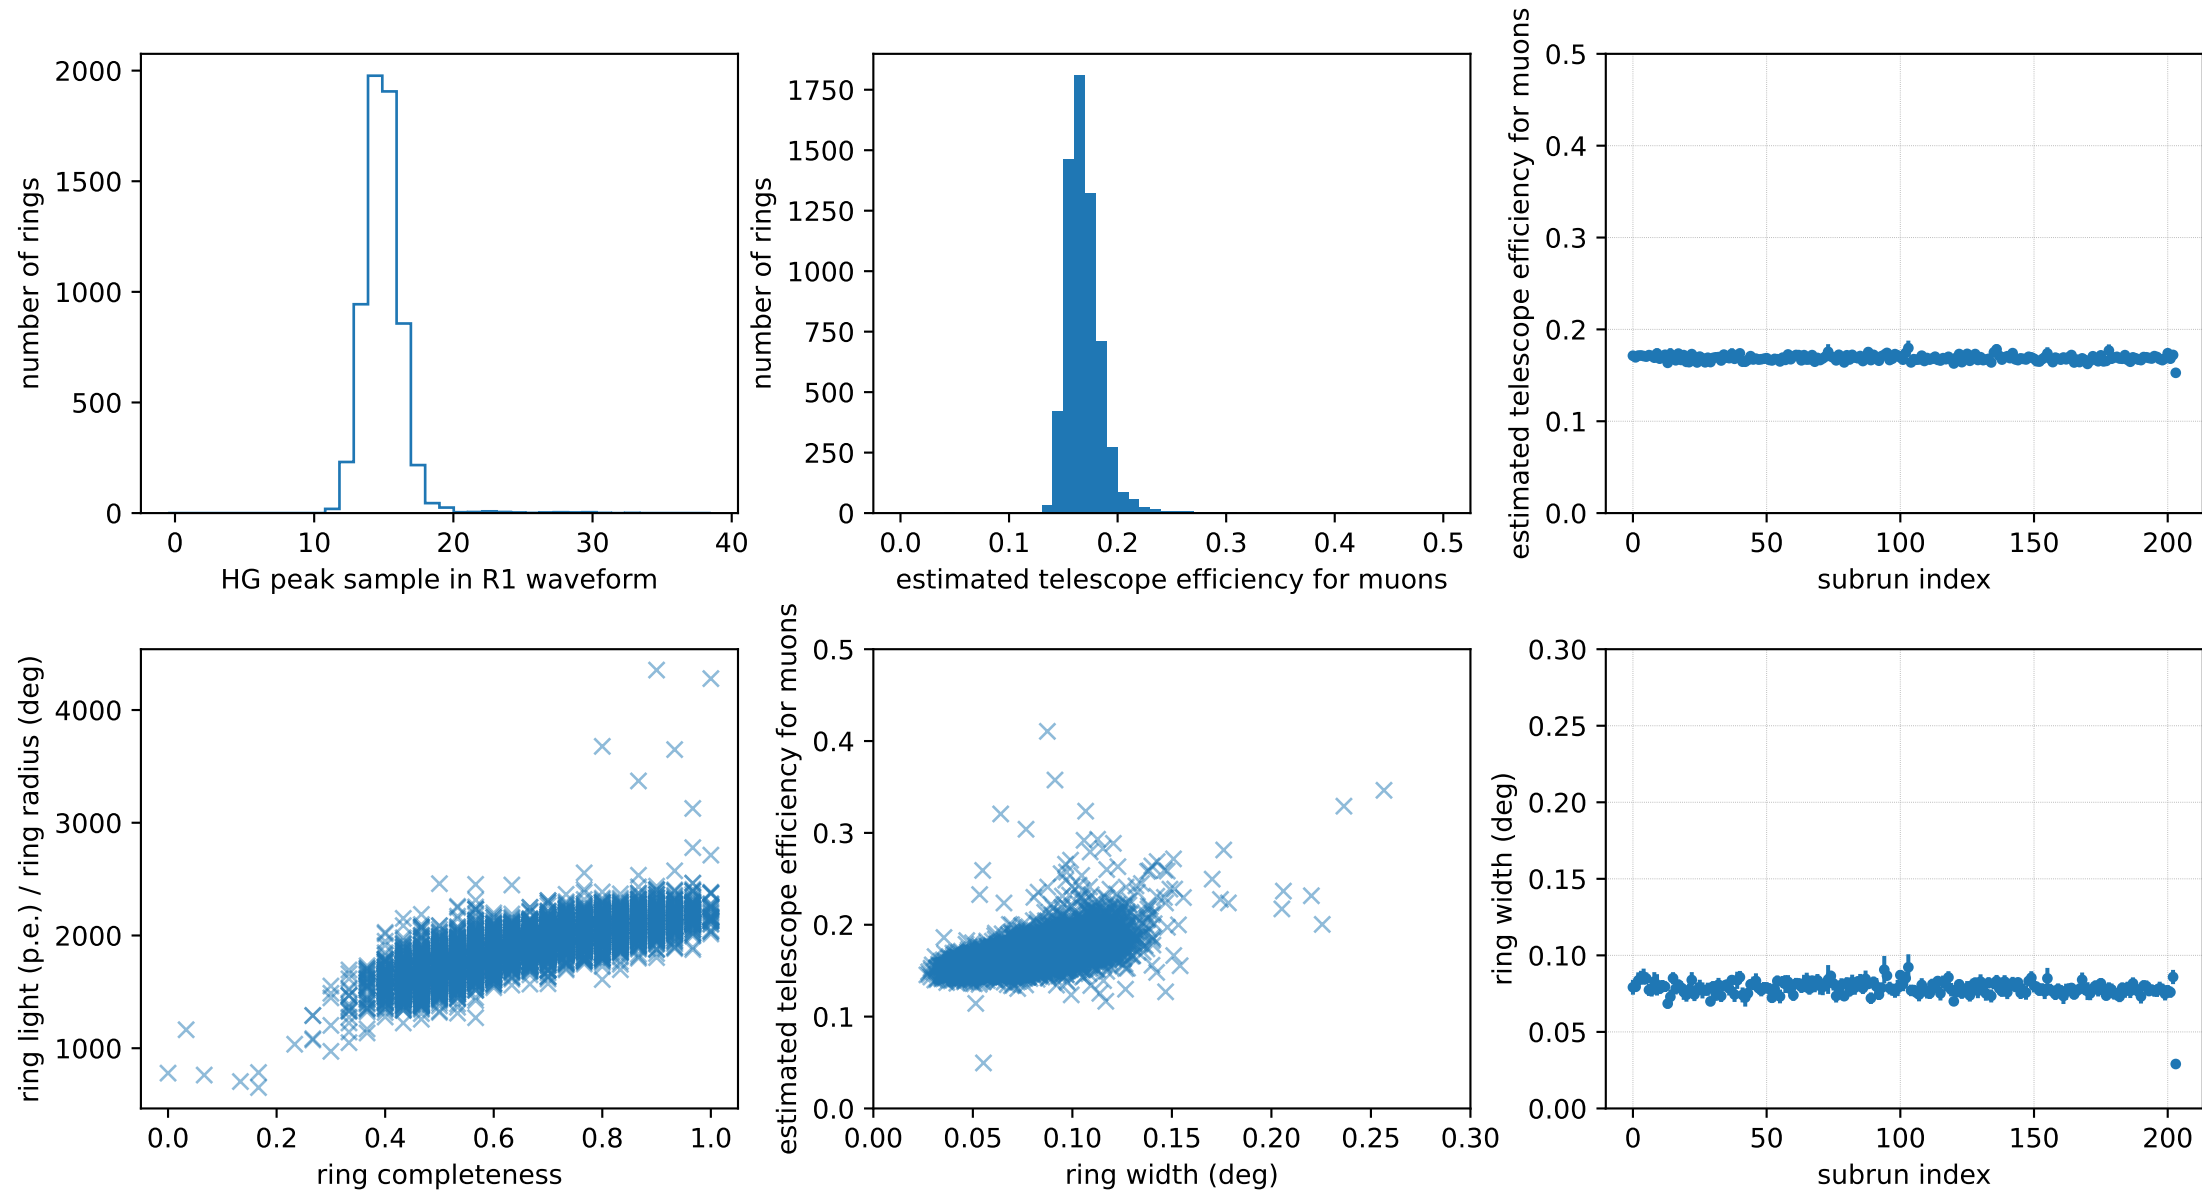 number of rings
2000
1500
1000
500
0
0 10 20 30 40
HG peak sample in R1 waveform
number of rings
1750
1500
1250
1000
750
500
250
0
0.0 0.1 0.2 0.3 0.4 0.5
estimated telescope efficiency for muons
estimated telescope efficiency for muons
0.5
0.4
0.3
0.2
0.1
0.0
0 50 100 150 200
subrun index
ring light (p.e.) / ring radius (deg)
4000
3000
2000
1000
0.0 0.2 0.4 0.6 0.8 1.0
ring completeness
estimated telescope efficiency for muons
0.5
0.4
0.3
0.2
0.1
0.0
0.00 0.05 0.10 0.15 0.20 0.25 0.30
ring width (deg)
ring width (deg)
0.30
0.25
0.20
0.15
0.10
0.05
0.00
0 50 100 150 200
subrun index